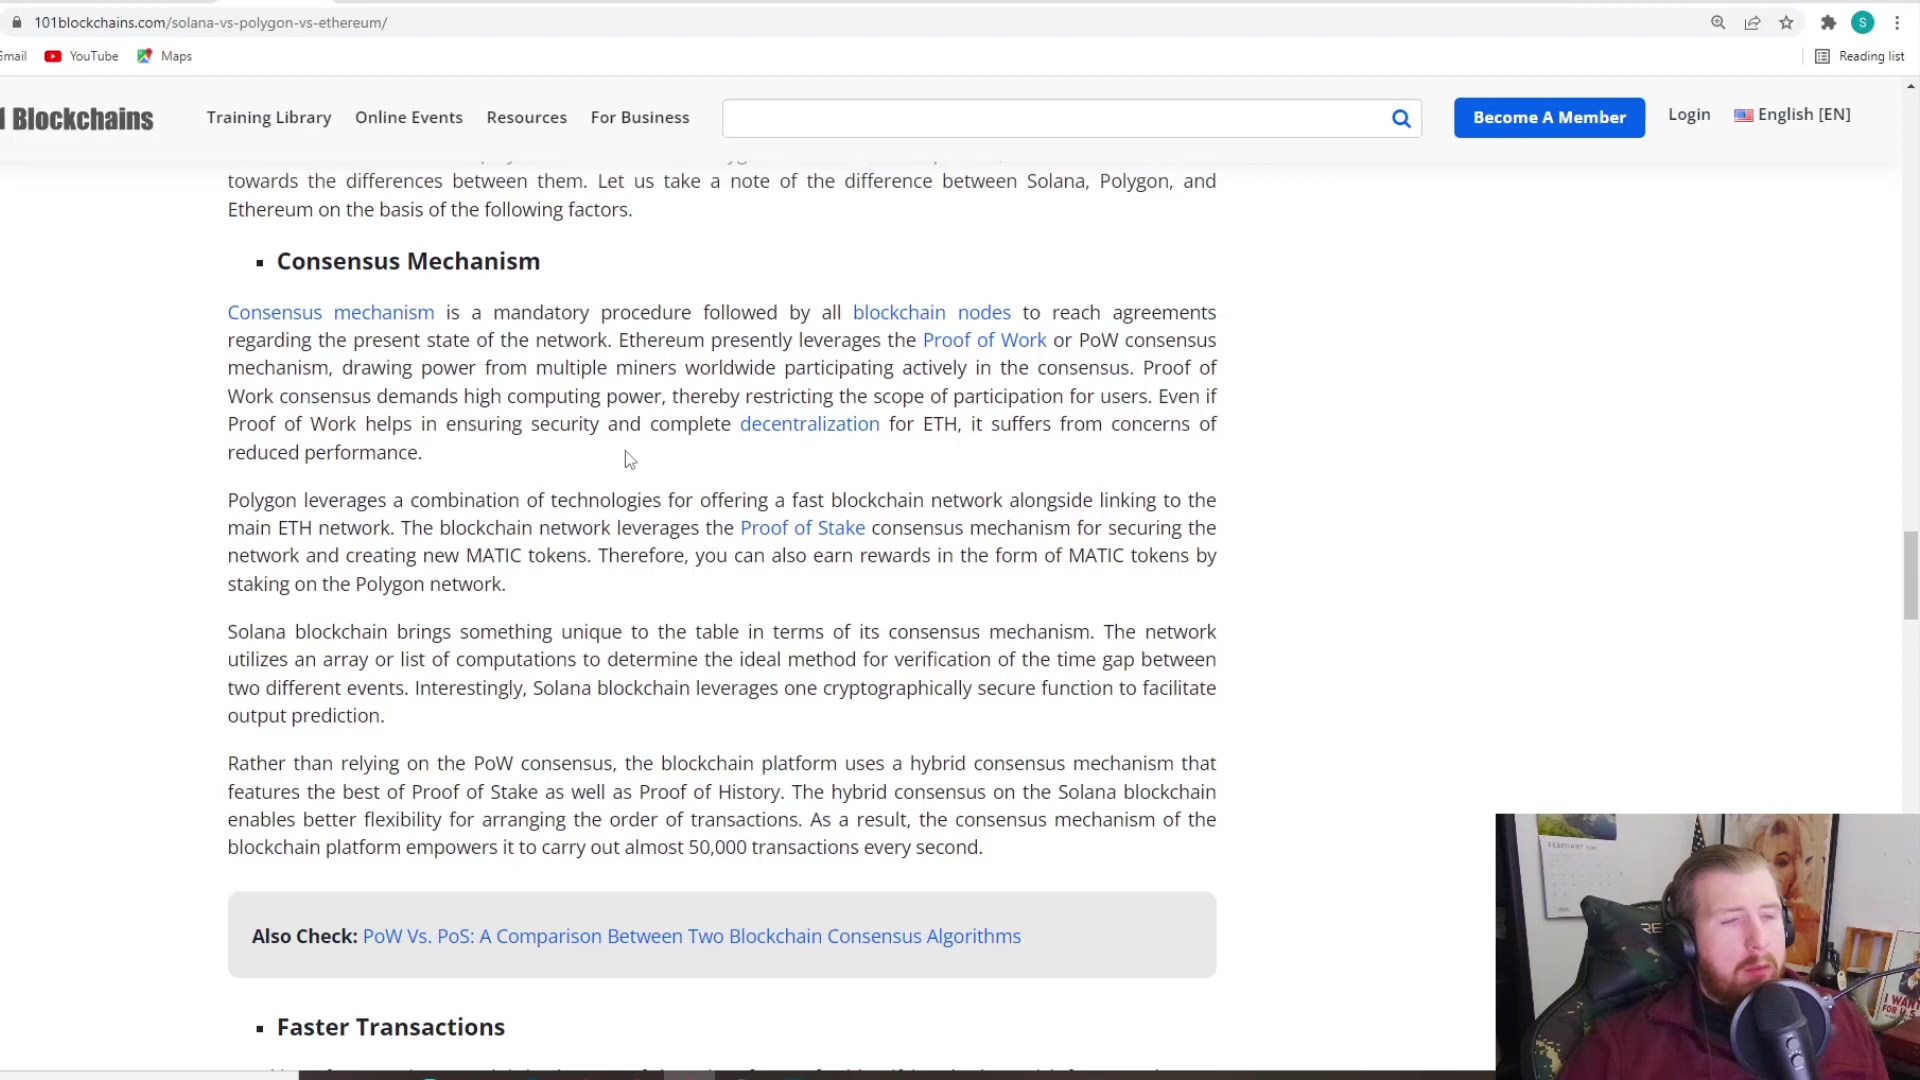 101blockchains.com/solana-vs-polygon-vs-ethereum/
S
YouTube
Maps
Reading list
Blockchains
Training Library
Online Events
Resources
For Business
Become A Member
Login
English [EN]
towards the differences between them. Let us take a note of the difference between Solana, Polygon, and
Ethereum on the basis of the following factors.
Consensus Mechanism
Consensus mechanism is a mandatory procedure followed by all blockchain nodes to reach agreements
regarding the present state of the network. Ethereum presently leverages the Proof of Work or PoW consensus
mechanism, drawing power from multiple miners worldwide participating actively in the consensus. Proof of
Work consensus demands high computing power, thereby restricting the scope of participation for users. Even if
Proof of Work helps in ensuring security and complete decentralization for ETH, it suffers from concerns of
reduced performance.
Polygon leverages a combination of technologies for offering a fast blockchain network alongside linking to the
main ETH network. The blockchain network leverages the Proof of Stake consensus mechanism for securing the
network and creating new MATIC tokens. Therefore, you can also earn rewards in the form of MATIC tokens by
staking on the Polygon network.
Solana blockchain brings something unique to the table in terms of its consensus mechanism. The network
utilizes an array or list of computations to determine the ideal method for verification of the time gap between
two different events. Interestingly, Solana blockchain leverages one cryptographically secure function to facilitate
output prediction.
Rather than relying on the PoW consensus, the blockchain platform uses a hybrid consensus mechanism that
features the best of Proof of Stake as well as Proof of History. The hybrid consensus on the Solana blockchain
enables better flexibility for arranging the order of transactions. As a result, the consensus mechanism of the
blockchain platform empowers it to carry out almost 50,000 transactions every second.
Also Check: PoW Vs. PoS: A Comparison Between Two Blockchain Consensus Algorithms
Faster Transactions
FEBRUARY
I WANT